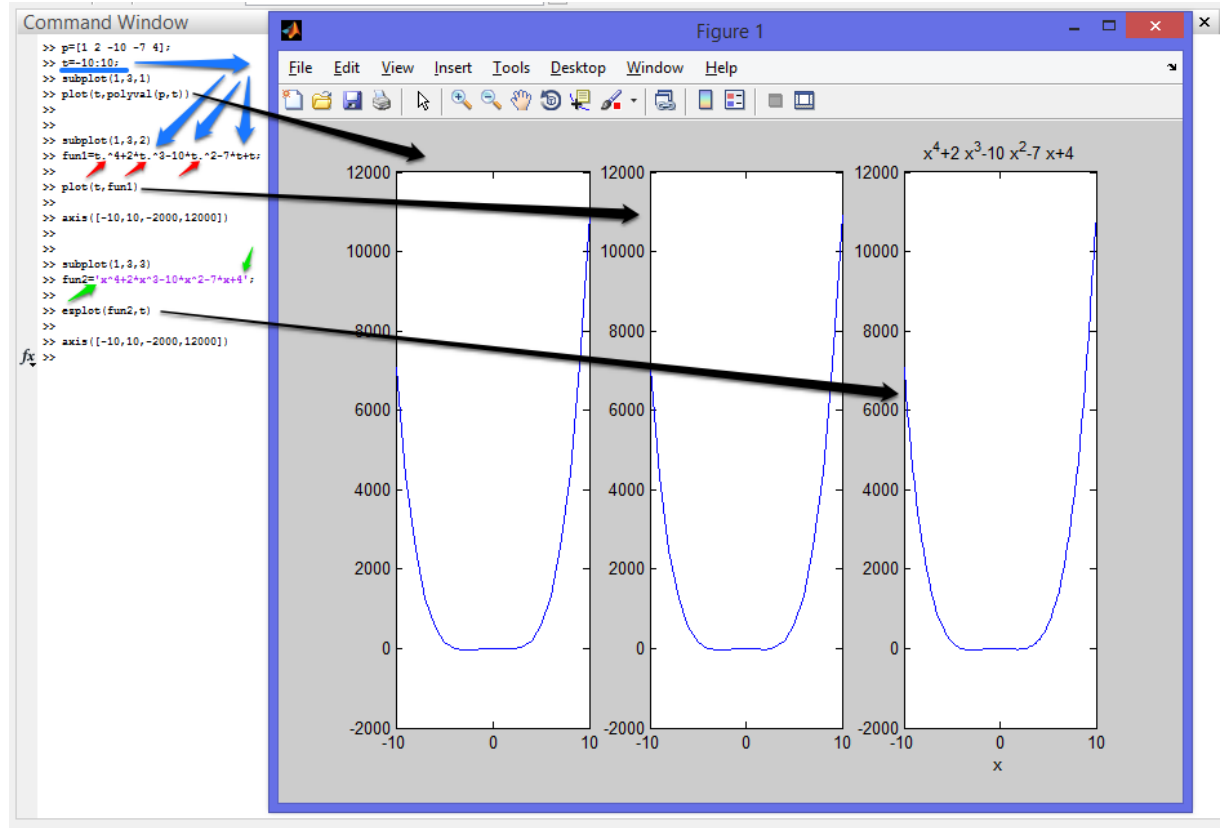 Command Window
>> p=[1 2 -10 -7 4];
>> t=-10:10;
>> subplot(1,3,1)
>> plot(t,polyval(p,t))
>>
>>
>> subplot(1,3,2)
>> fun1=t.^4+2*t.^3-10*t.^2-7*t+t;
>>
>> plot(t,fun1)
>>
>> axis([-10,10,-2000,12000])
>>
>>
>> subplot(1,3,3)
>> fun2='x^4+2*x^3-10*x^2-7*x+4';
>>
>> ezplot(fun2,t)
>>
>> axis([-10,10,-2000,12000])
fx >>
Figure 1
File Edit View Insert Tools Desktop Window Help
12000
10000
8000
6000
4000
2000
0
-2000
-10 0 10
12000
10000
8000
6000
4000
2000
0
-2000
-10 0 10
x^4+2 x^3-10 x^2-7 x+4
12000
10000
8000
6000
4000
2000
0
-2000
-10 0 10
x